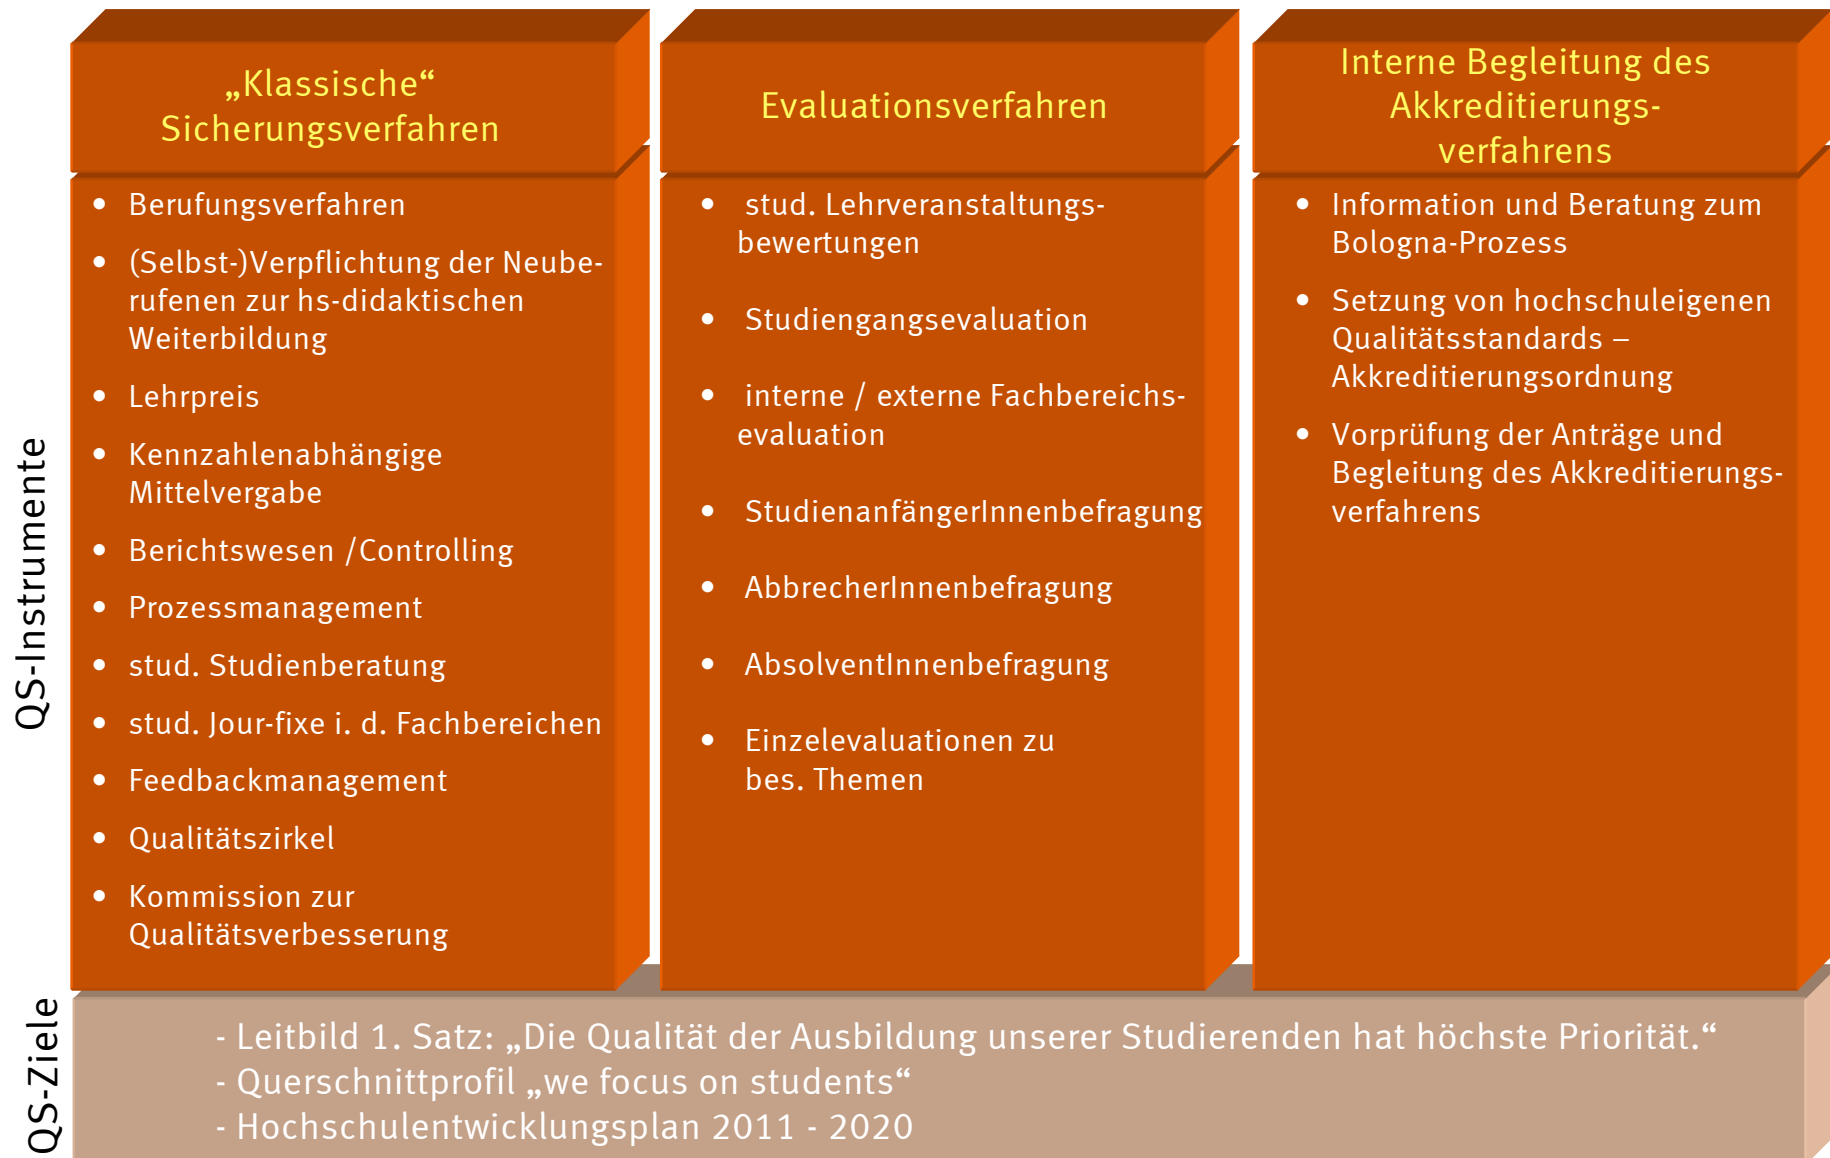 „Klassische“
Sicherungsverfahren
• Berufungsverfahren
• (Selbst-)Verpflichtung der Neube-
rufenen zur hs-didaktischen
Weiterbildung
• Lehrpreis
• Kennzahlenabhängige
Mittelvergabe
• Berichtswesen /Controlling
• Prozessmanagement
• stud. Studienberatung
• stud. Jour-fixe i. d. Fachbereichen
• Feedbackmanagement
• Qualitätszirkel
• Kommission zur
Qualitätsverbesserung
Evaluationsverfahren
• stud. Lehrveranstaltungs-
bewertungen
• Studiengangsevaluation
• interne / externe Fachbereichs-
evaluation
• StudienanfängerInnenbefragung
• AbbrecherInnenbefragung
• AbsolventInnenbefragung
• Einzelevaluationen zu
bes. Themen
Interne Begleitung des
Akkreditierungs-
verfahrens
• Information und Beratung zum
Bologna-Prozess
• Setzung von hochschuleigenen
Qualitätsstandards –
Akkreditierungsordnung
• Vorprüfung der Anträge und
Begleitung des Akkreditierungs-
verfahrens
QS-Instrumente
QS-Ziele
- Leitbild 1. Satz: „Die Qualität der Ausbildung unserer Studierenden hat höchste Priorität.“
- Querschnittprofil „we focus on students“
- Hochschulentwicklungsplan 2011 - 2020